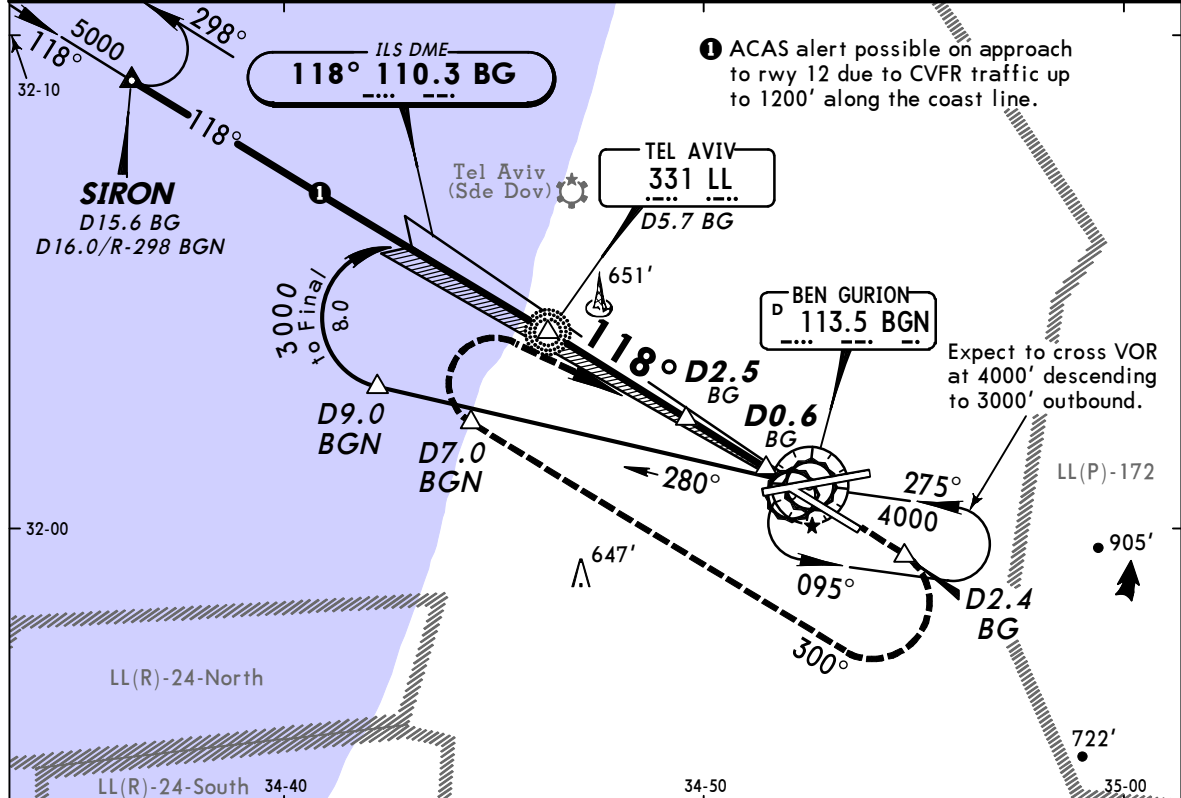 5000
118°
298°
32-10
ILS DME
118° 110.3 BG
1 ACAS alert possible on approach
to rwy 12 due to CVFR traffic up
to 1200' along the coast line.
118°
SIRON
D15.6 BG
D16.0/R-298 BGN
1
Tel Aviv
(Sde Dov)
TEL AVIV
331 LL
D5.7 BG
651'
3000
to Final
8.0
118°
D2.5
BG
D0.6
BG
BEN GURION
D 113.5 BGN
Expect to cross VOR
at 4000' descending
to 3000' outbound.
D9.0
BGN
D7.0
BGN
280°
275°
4000
LL(P)-172
32-00
647'
095°
905'
D2.4
BG
300°
LL(R)-24-North
722'
LL(R)-24-South
34-40
34-50
35-00